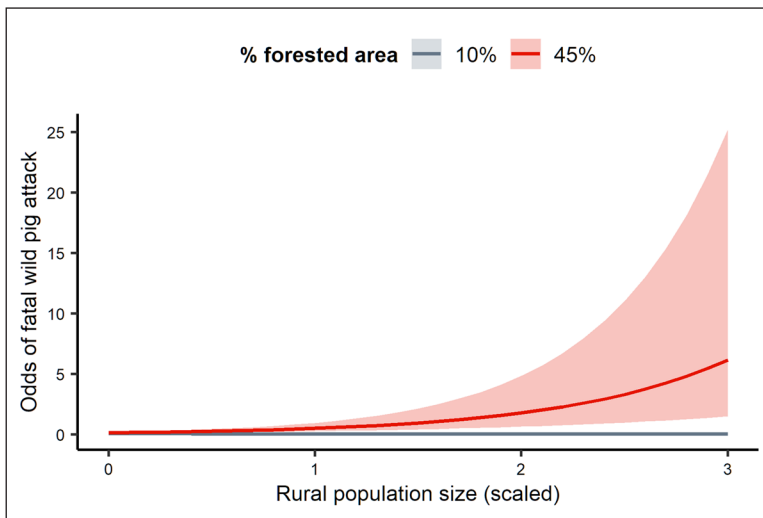 % forested area 10% 45%
Odds of fatal wild pig attack
25
20
15
10
5
0
0 1 2 3
Rural population size (scaled)